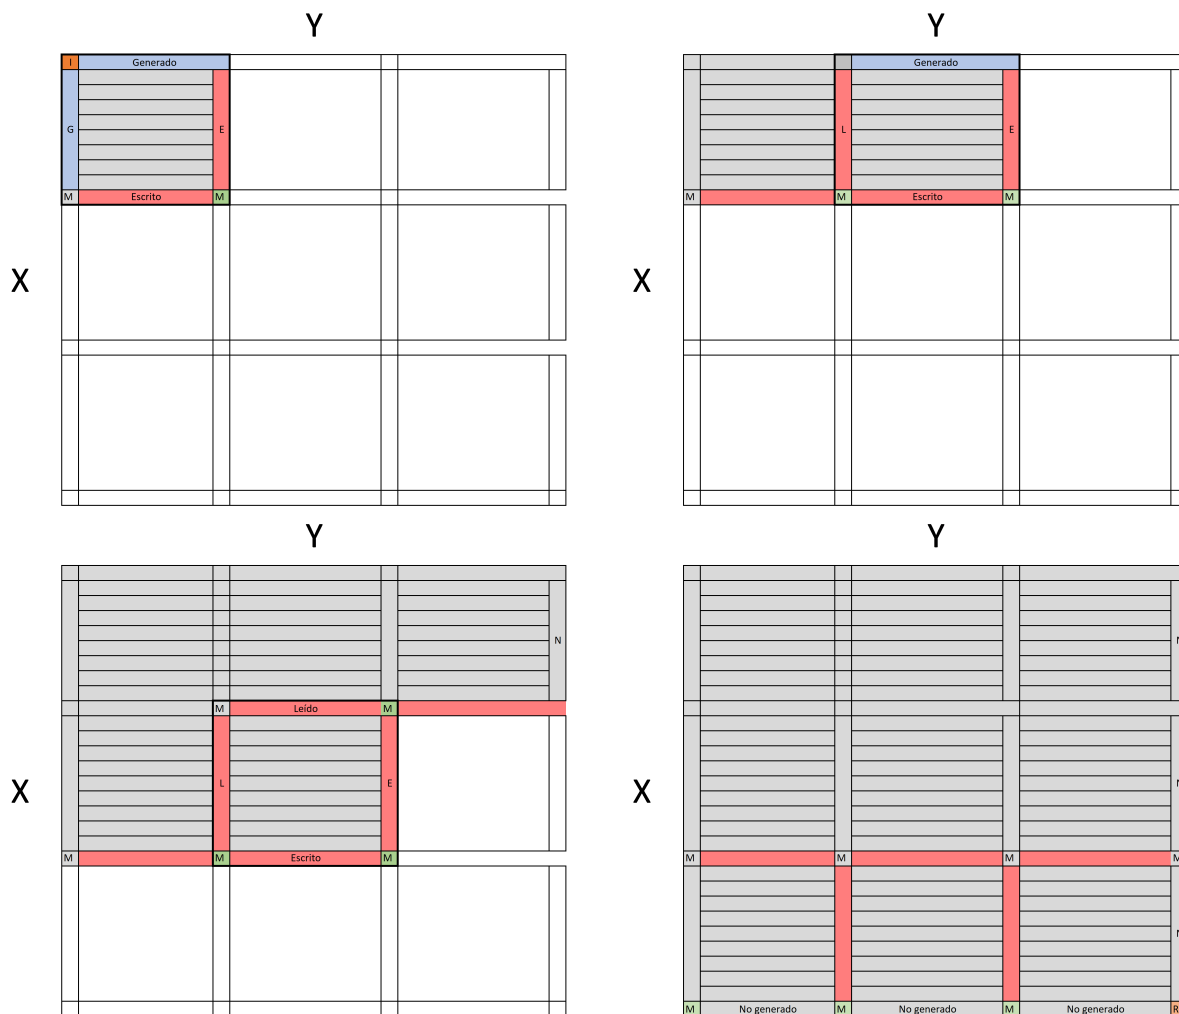 Y
Y
I Generado
Generado
G E
L E
M Escrito M
M M Escrito M
X
X
Y
Y
N
N
M Leído M
L E
N
X
X
M M Escrito M
M M M M
N
M No generado M No generado M No generado R